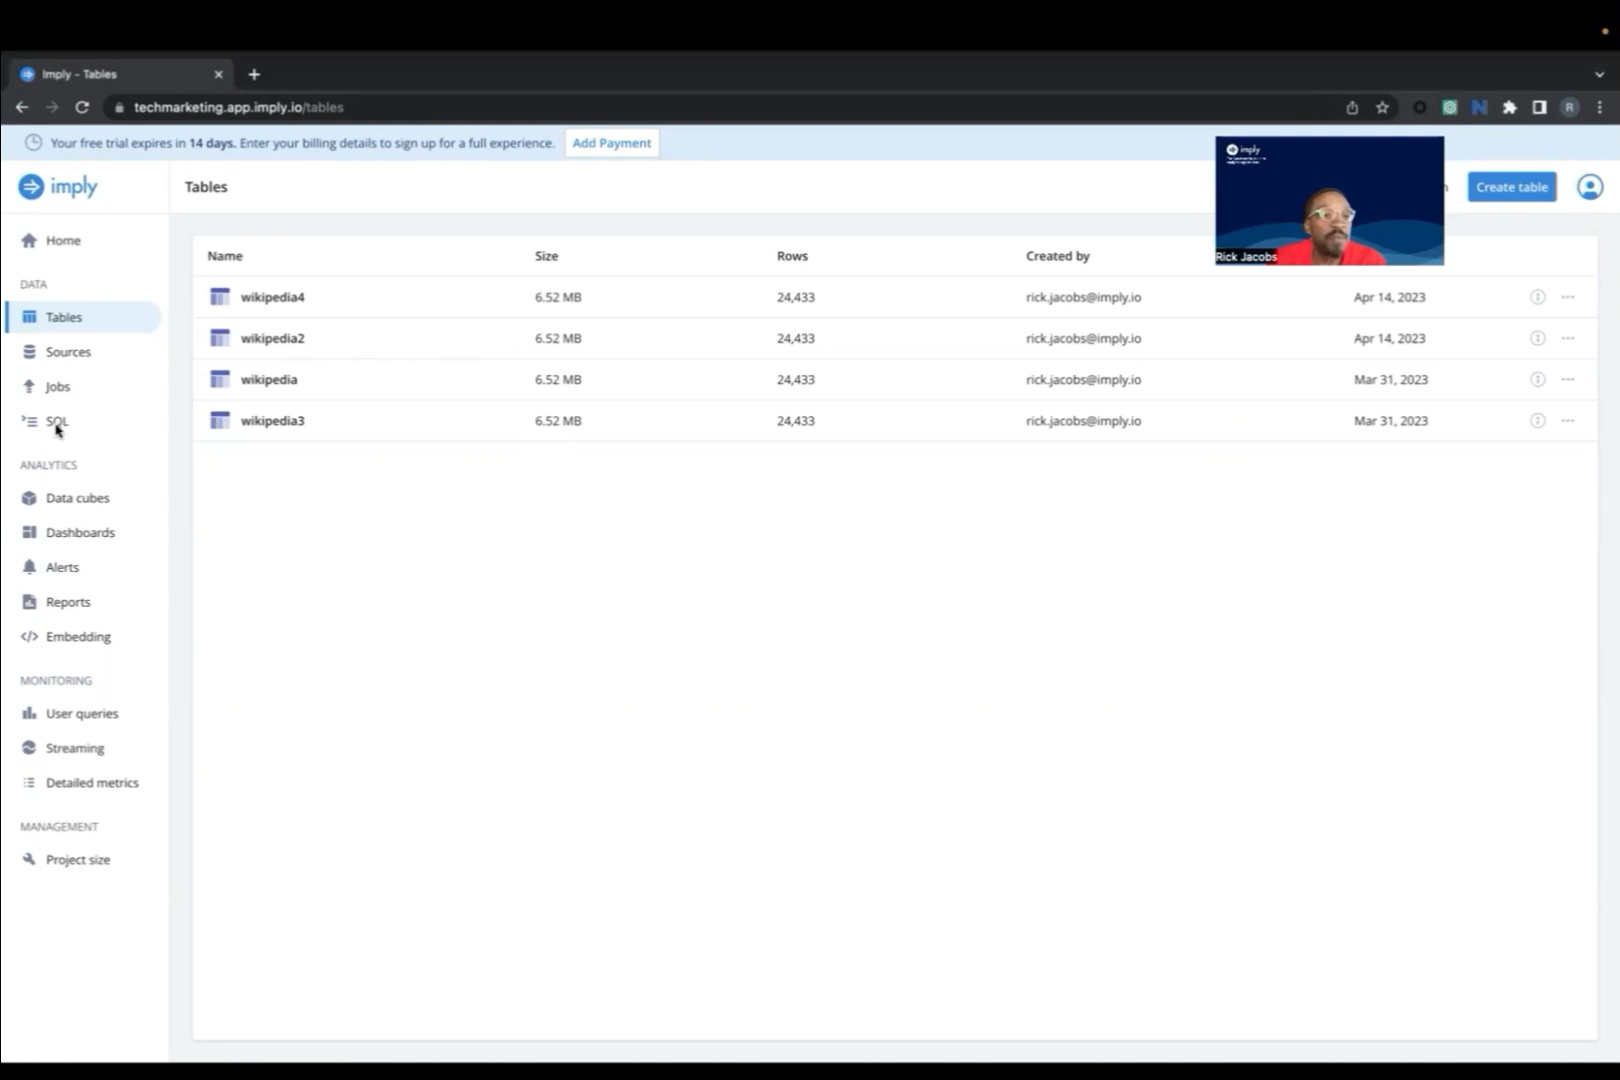 Imply - Tables
techmarketing.app.imply.io/tables
R
Your free trial expires in 14 days. Enter your billing details to sign up for a full experience. Add Payment
imply
Tables
Create table
imply
Rick Jacobs
Home
DATA
Tables
Sources
Jobs
SQL
ANALYTICS
Data cubes
Dashboards
Alerts
Reports
Embedding
MONITORING
User queries
Streaming
Detailed metrics
MANAGEMENT
Project size
Name Size Rows Created by
wikipedia4 6.52 MB 24,433 rick.jacobs@imply.io Apr 14, 2023
wikipedia2 6.52 MB 24,433 rick.jacobs@imply.io Apr 14, 2023
wikipedia 6.52 MB 24,433 rick.jacobs@imply.io Mar 31, 2023
wikipedia3 6.52 MB 24,433 rick.jacobs@imply.io Mar 31, 2023